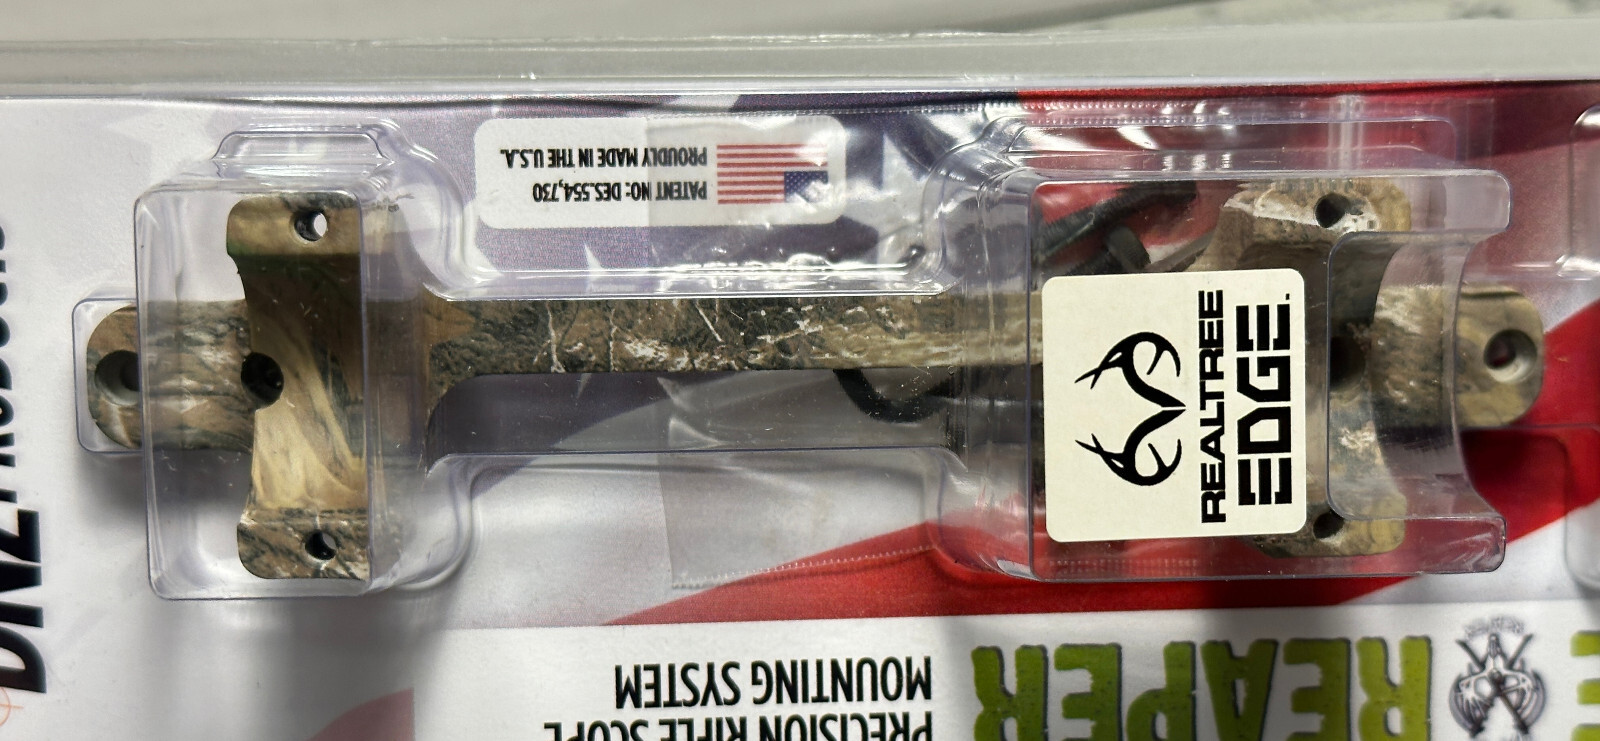 PATENT NO: DES.554,730
PROUDLY MADE IN THE U.S.A.
REALTREE
EDGE
REAPER
PRECISION RIFLE SCOPE
MOUNTING SYSTEM